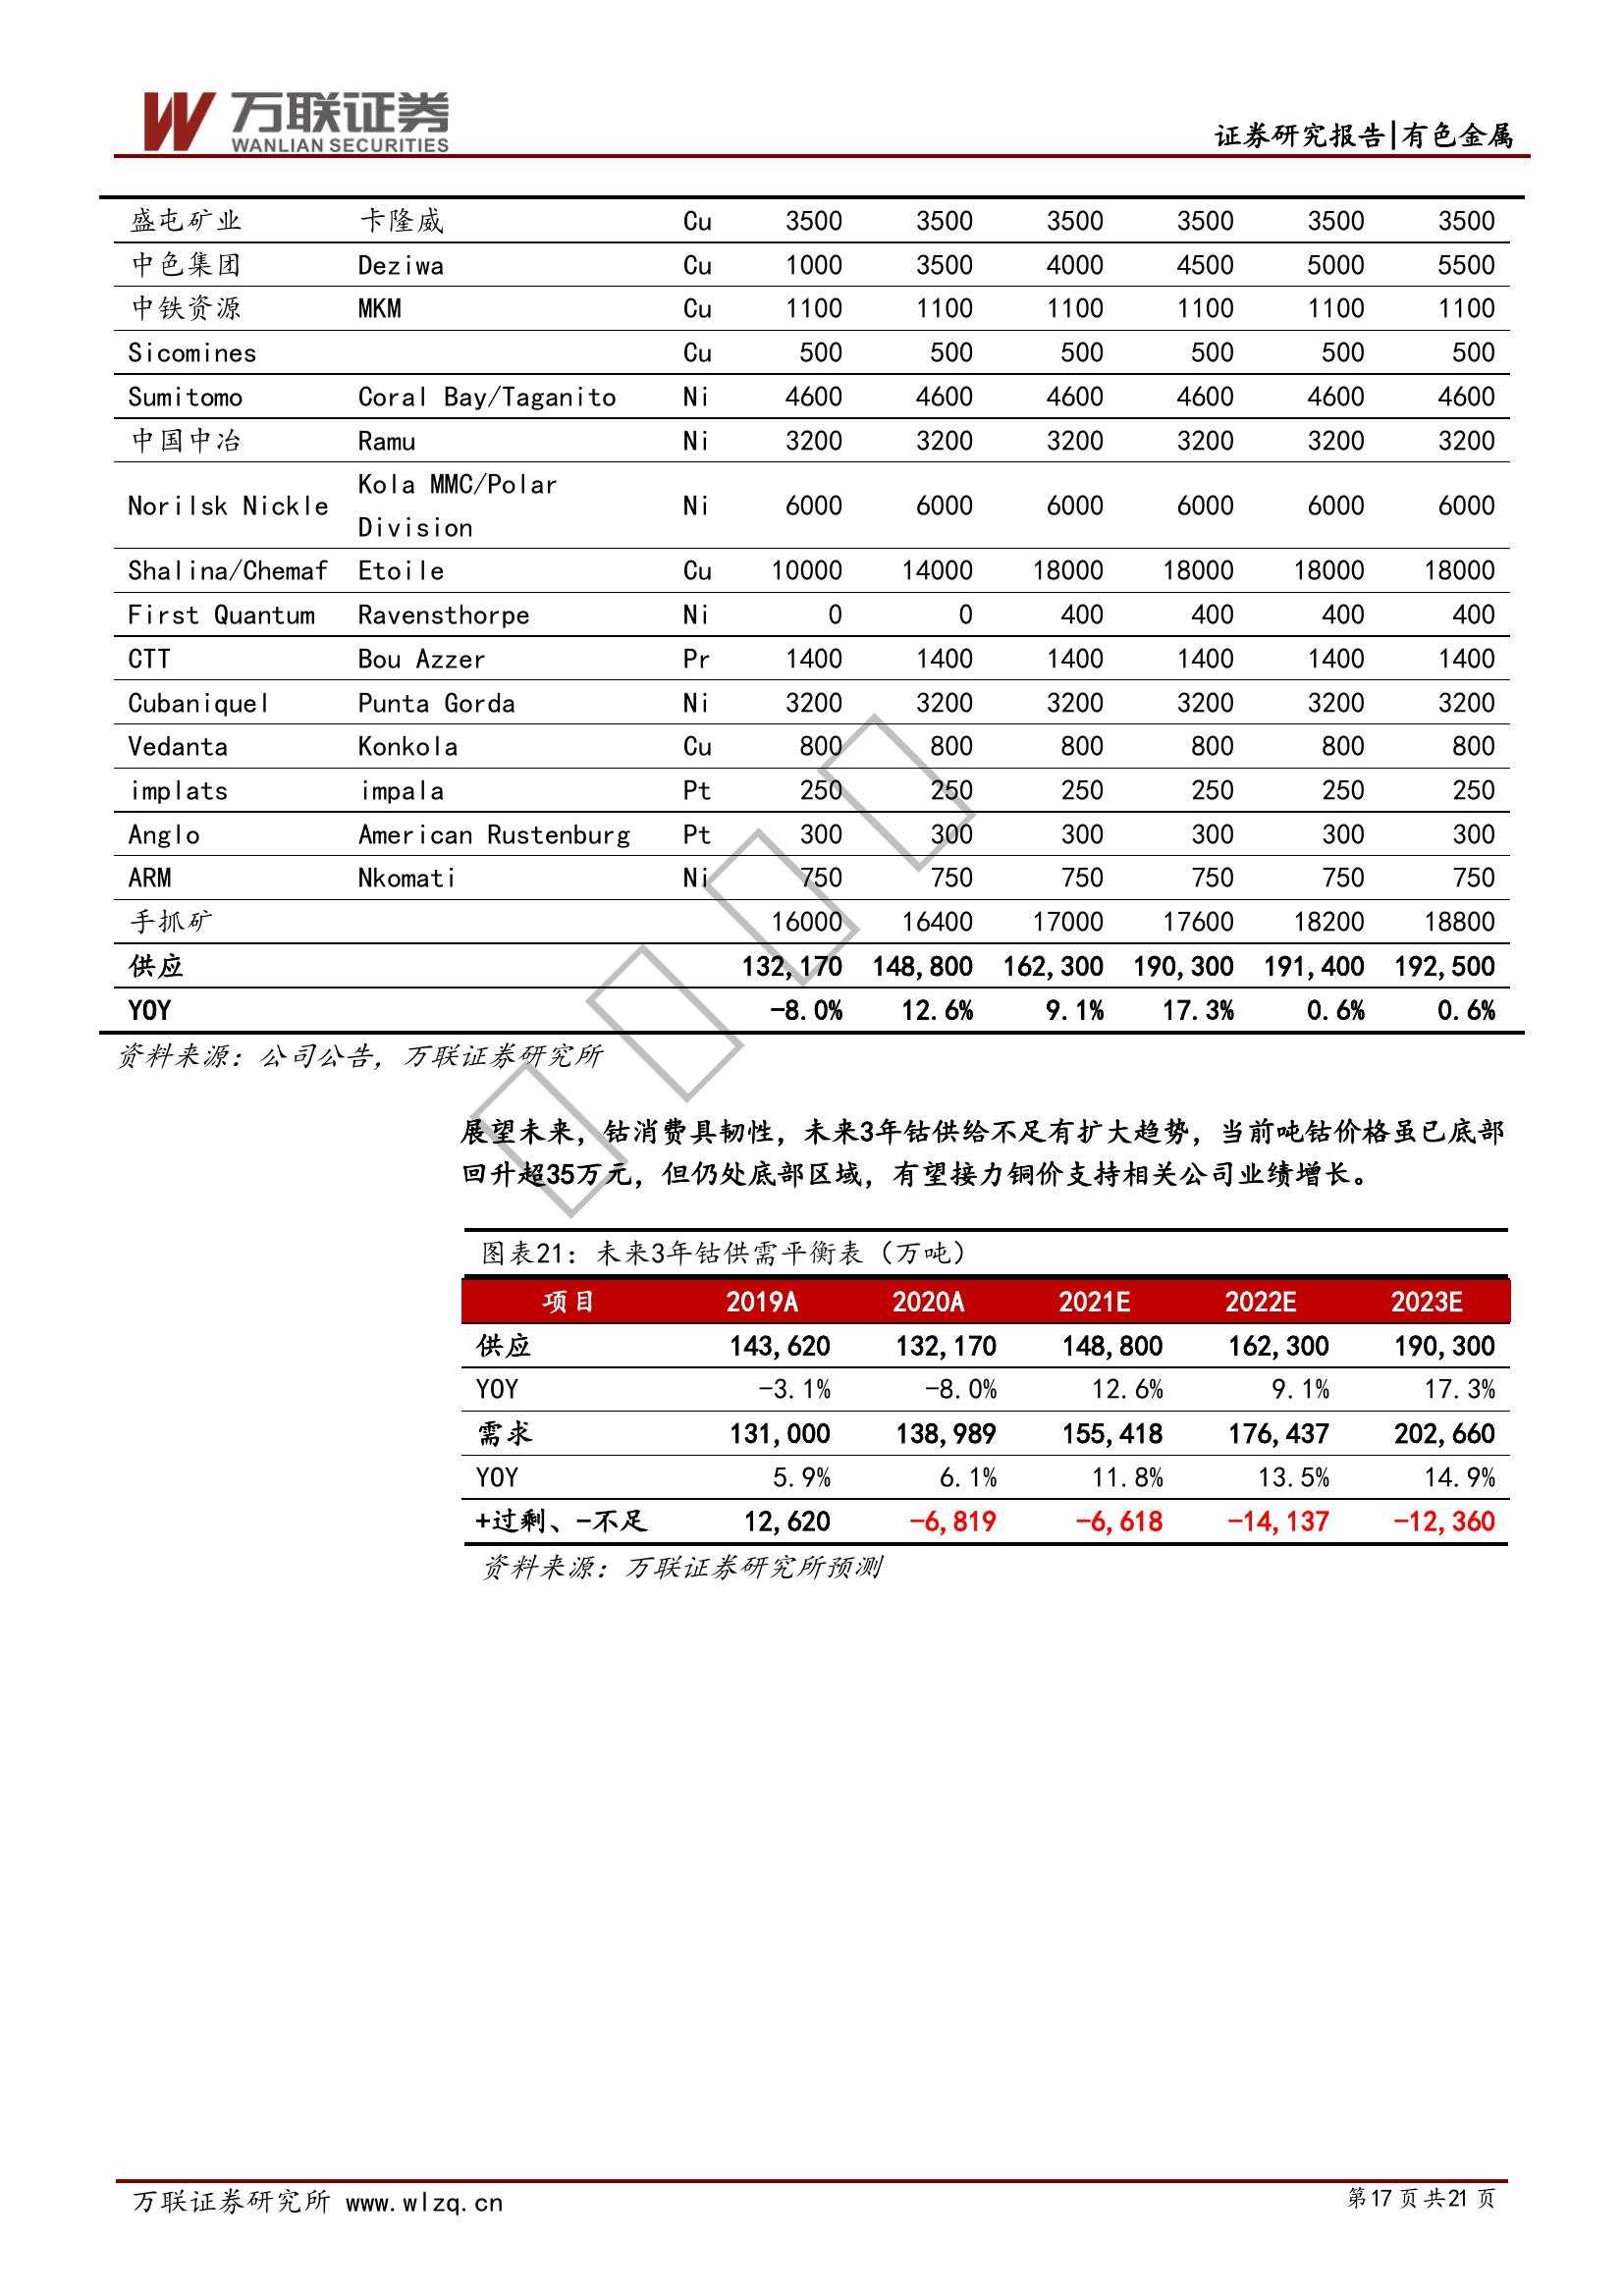 万联证券
WANLIAN SECURITIES
证券研究报告|有色金属
盛屯矿业 卡隆威 Cu 3500 3500 3500 3500 3500 3500
中色集团 Deziwa Cu 1000 3500 4000 4500 5000 5500
中铁资源 MKM Cu 1100 1100 1100 1100 1100 1100
Sicomines Cu 500 500 500 500 500 500
Sumitomo Coral Bay/Taganito Ni 4600 4600 4600 4600 4600 4600
中国中冶 Ramu Ni 3200 3200 3200 3200 3200 3200
Norilsk Nickle Kola MMC/Polar Division Ni 6000 6000 6000 6000 6000 6000
Shalina/Chemaf Etoile Cu 10000 14000 18000 18000 18000 18000
First Quantum Ravensthorpe Ni 0 0 400 400 400 400
CTT Bou Azzer Pr 1400 1400 1400 1400 1400 1400
Cubaniquel Punta Gorda Ni 3200 3200 3200 3200 3200 3200
Vedanta Konkola Cu 800 800 800 800 800 800
implats impala Pt 250 250 250 250 250 250
Anglo American Rustenburg Pt 300 300 300 300 300 300
ARM Nkomati Ni 750 750 750 750 750 750
手抓矿 16000 16400 17000 17600 18200 18800
供应 132,170 148,800 162,300 190,300 191,400 192,500
YOY -8.0% 12.6% 9.1% 17.3% 0.6% 0.6%
资料来源：公司公告，万联证券研究所
展望未来，钴消费具韧性，未来3年钴供给不足有扩大趋势，当前吨钴价格虽已底部
回升超35万元，但仍处底部区域，有望接力铜价支持相关公司业绩增长。
图表21：未来3年钴供需平衡表（万吨）
项目 2019A 2020A 2021E 2022E 2023E
供应 143,620 132,170 148,800 162,300 190,300
YOY -3.1% -8.0% 12.6% 9.1% 17.3%
需求 131,000 138,989 155,418 176,437 202,660
YOY 5.9% 6.1% 11.8% 13.5% 14.9%
+过剩、-不足 12,620 -6,819 -6,618 -14,137 -12,360
资料来源：万联证券研究所预测
万联证券研究所 www.wlzq.cn
第17页共21页